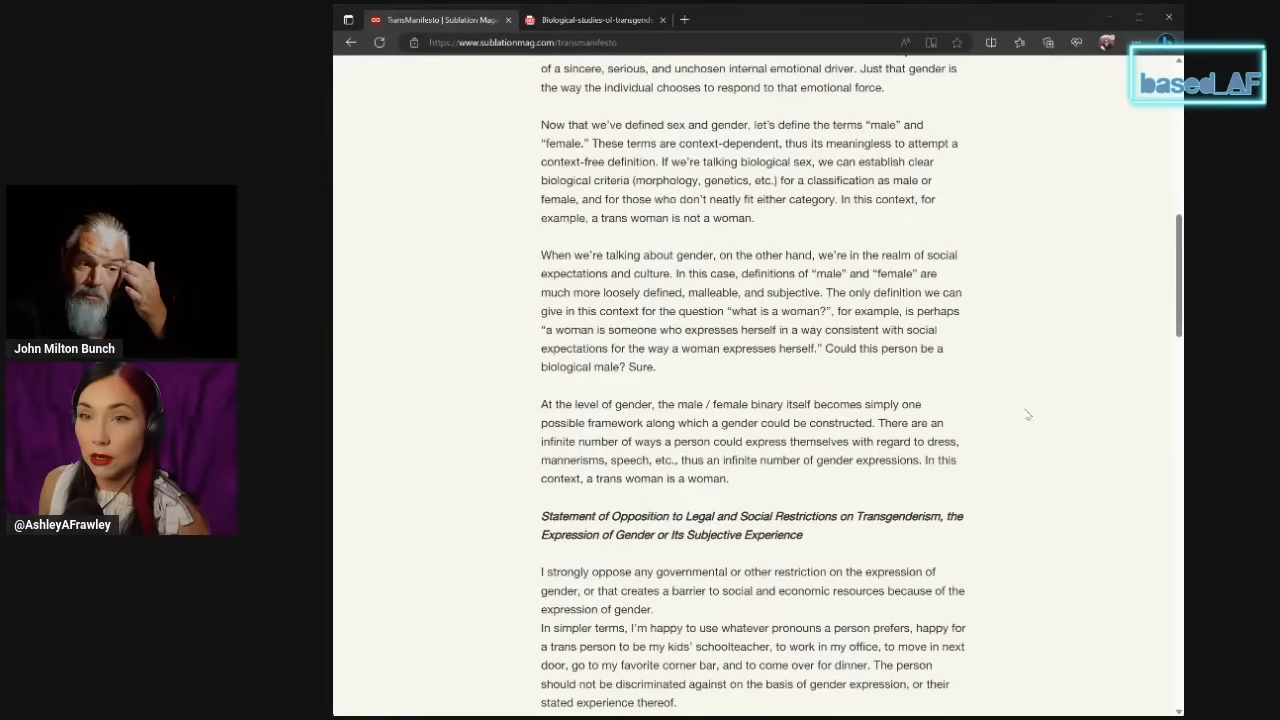 TransManifesto | Sublation Mag
Biological-studies-of-transgend
https://www.sublationmag.com/transmanifesto
based_AF
of a sincere, serious, and unchosen internal emotional driver. Just that gender is
the way the individual chooses to respond to that emotional force.
Now that we've defined sex and gender, let's define the terms “male” and
“female.” These terms are context-dependent, thus its meaningless to attempt a
context-free definition. If we're talking biological sex, we can establish clear
biological criteria (morphology, genetics, etc.) for a classification as male or
female, and for those who don't neatly fit either category. In this context, for
example, a trans woman is not a woman.
When we're talking about gender, on the other hand, we're in the realm of social
expectations and culture. In this case, definitions of “male” and “female” are
much more loosely defined, malleable, and subjective. The only definition we can
give in this context for the question “what is a woman?”, for example, is perhaps
“a woman is someone who expresses herself in a way consistent with social
expectations for the way a woman expresses herself.” Could this person be a
biological male? Sure.
At the level of gender, the male / female binary itself becomes simply one
possible framework along which a gender could be constructed. There are an
infinite number of ways a person could express themselves with regard to dress,
mannerisms, speech, etc., thus an infinite number of gender expressions. In this
context, a trans woman is a woman.
Statement of Opposition to Legal and Social Restrictions on Transgenderism, the
Expression of Gender or Its Subjective Experience
I strongly oppose any governmental or other restriction on the expression of
gender, or that creates a barrier to social and economic resources because of the
expression of gender.
In simpler terms, I'm happy to use whatever pronouns a person prefers, happy for
a trans person to be my kids' schoolteacher, to work in my office, to move in next
door, go to my favorite corner bar, and to come over for dinner. The person
should not be discriminated against on the basis of gender expression, or their
stated experience thereof.
John Milton Bunch
@AshleyAFrawley